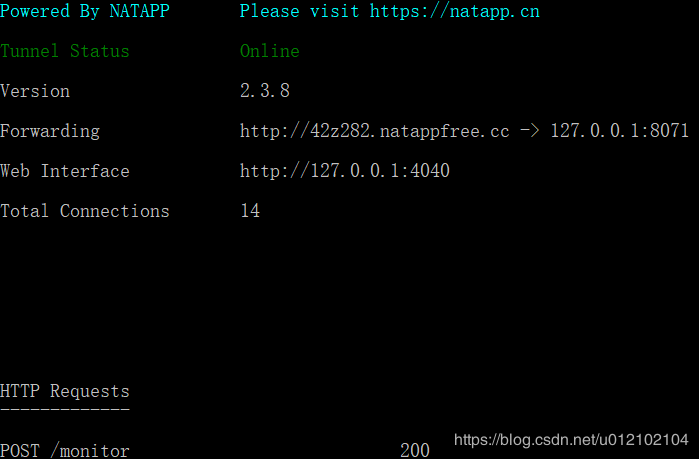 Powered By NATAPP Please visit https://natapp.cn
Tunnel Status Online
Version 2.3.8
Forwarding http://42z282.natappfree.cc -> 127.0.0.1:8071
Web Interface http://127.0.0.1:4040
Total Connections 14
HTTP Requests
-------------
POST /monitor 200
https://blog.csdn.net/u012102104